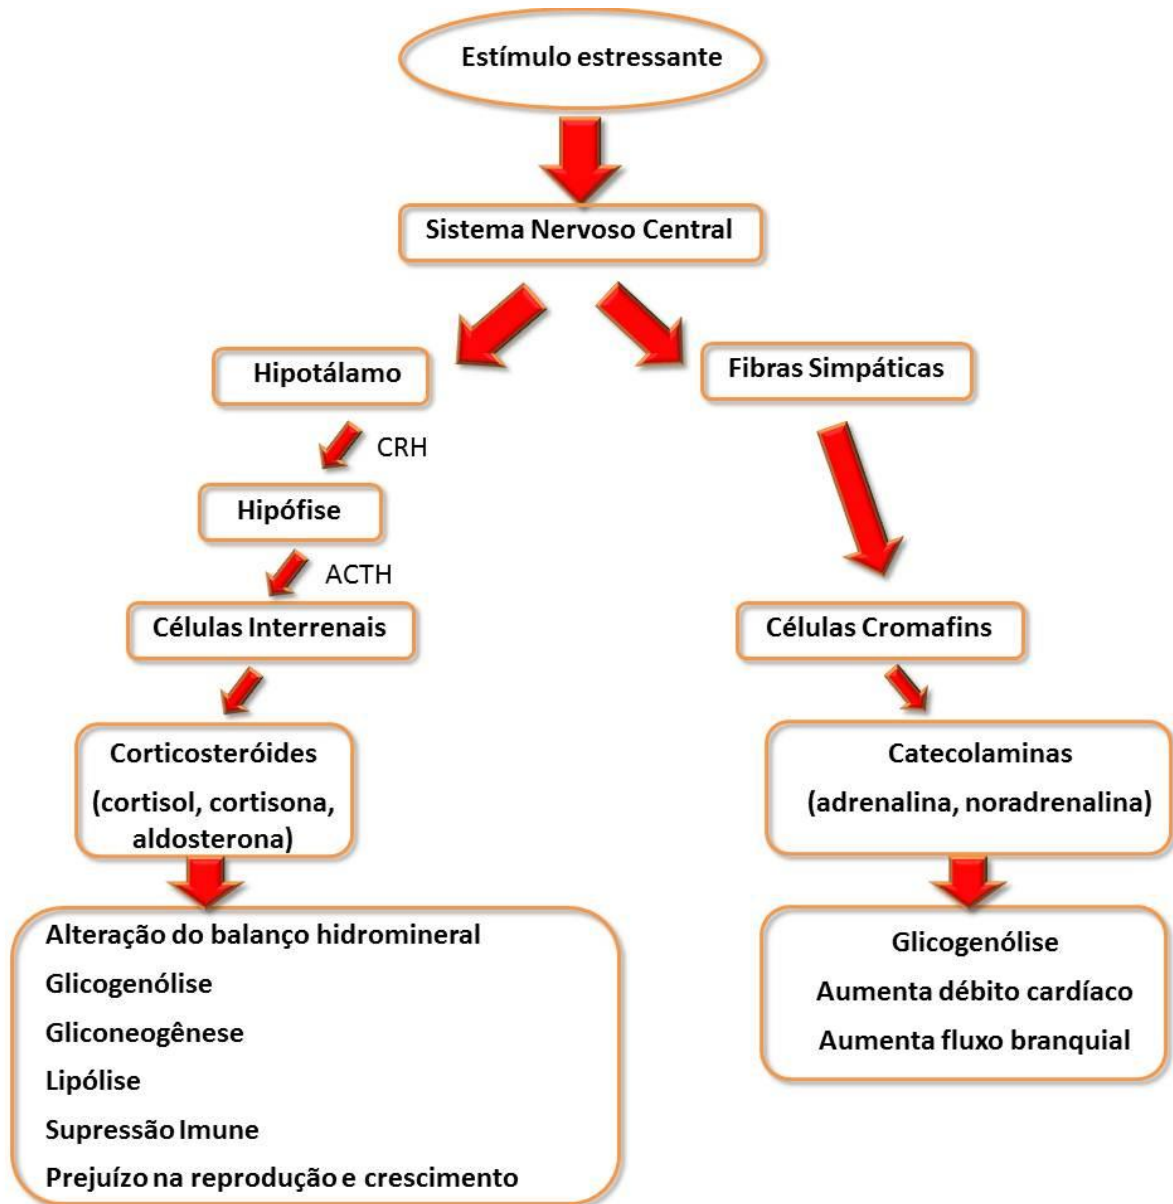 Estímulo estressante
Sistema Nervoso Central
Hipotálamo
Fibras Simpáticas
CRH
Hipófise
ACTH
Células Interrenais
Células Cromafins
Corticosteróides
(cortisol, cortisona,
aldosterona)
Catecolaminas
(adrenalina, noradrenalina)
Alteração do balanço hidromineral
Glicogenólise
Gliconeogênese
Lipólise
Supressão Imune
Prejuízo na reprodução e crescimento
Glicogenólise
Aumenta débito cardíaco
Aumenta fluxo branquial